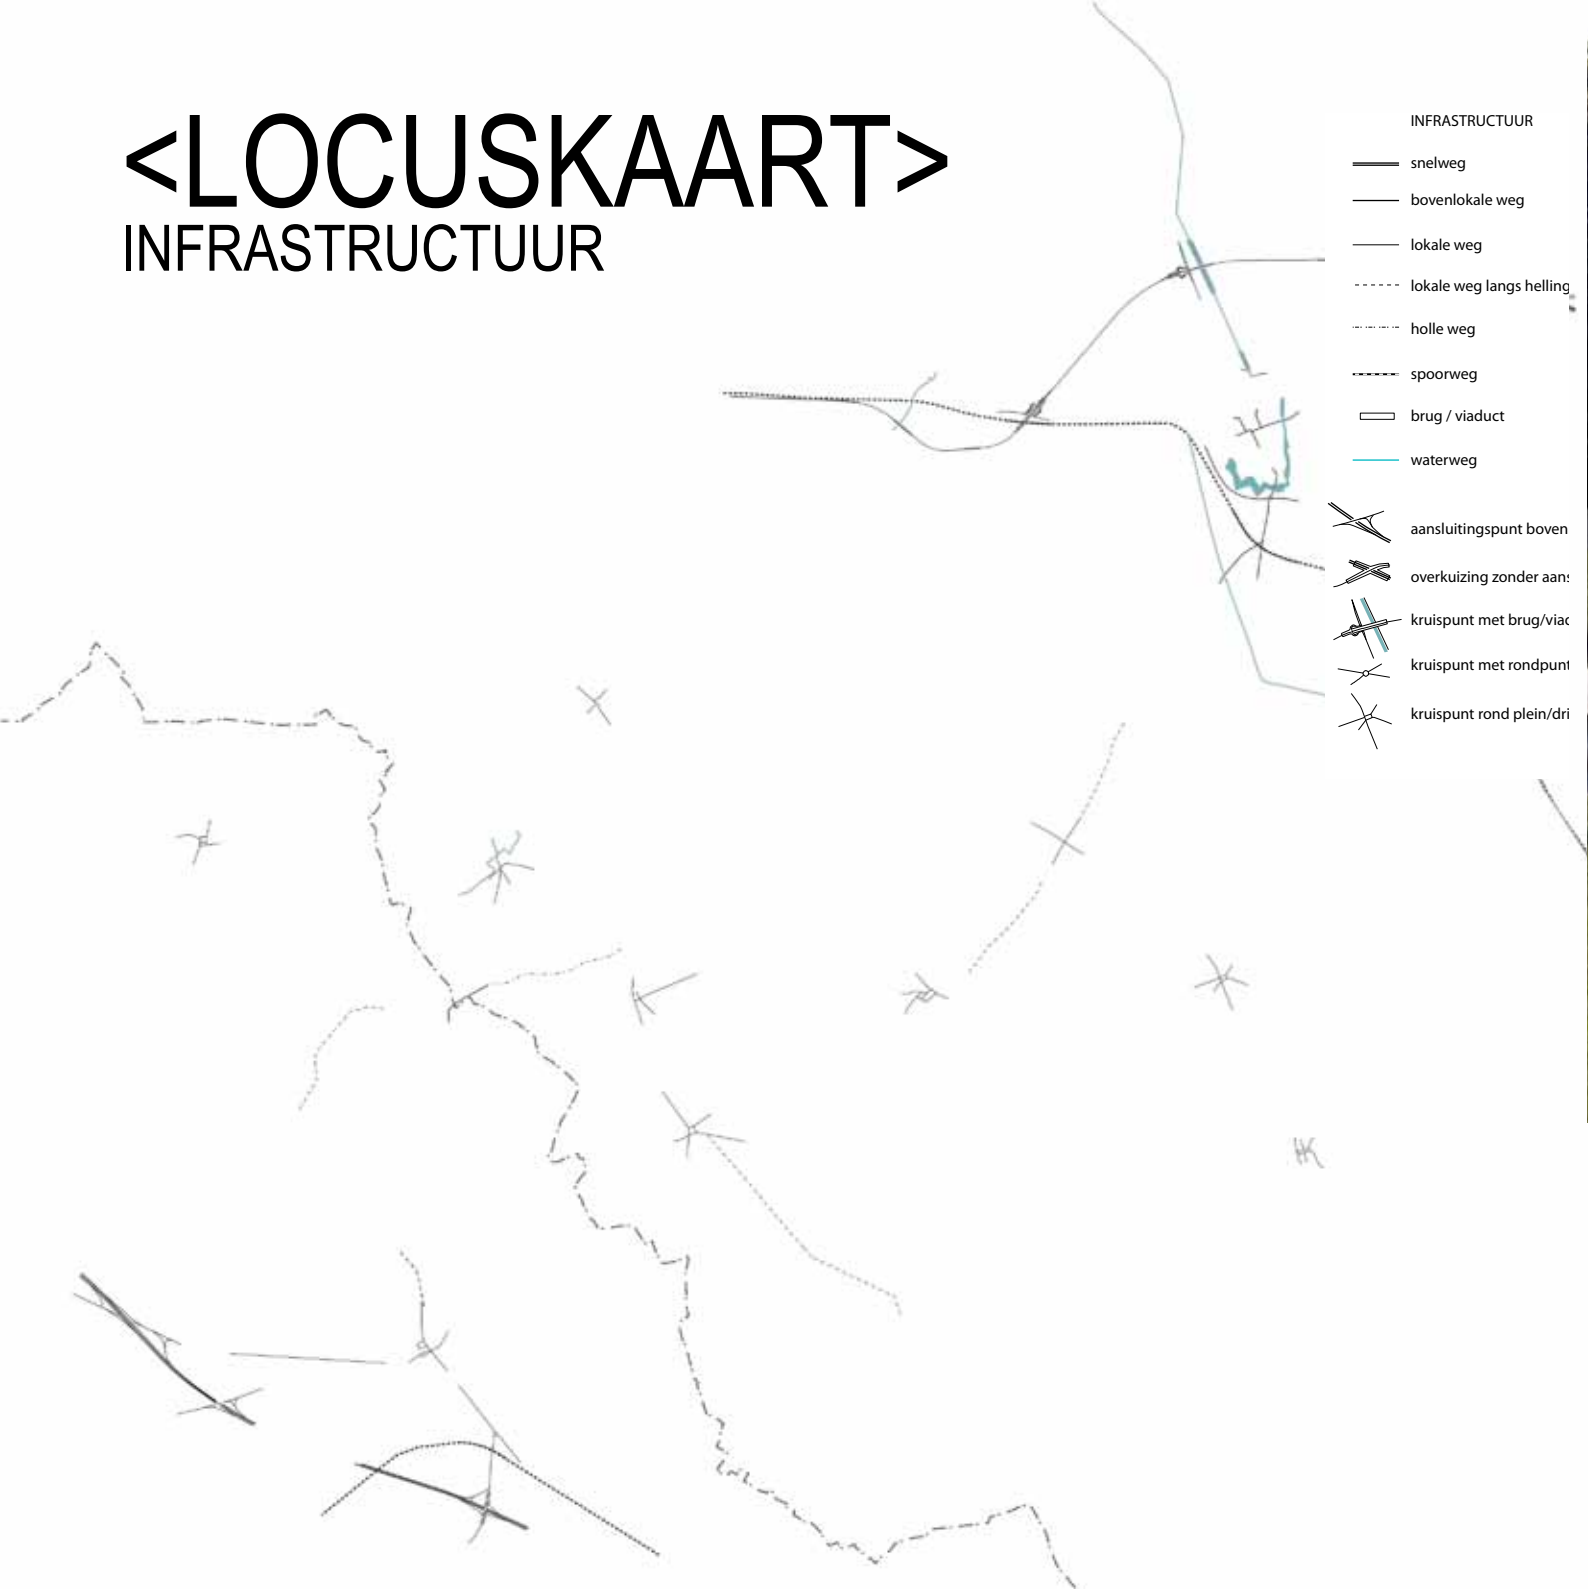 <LOCUSKAART>
INFRASTRUCTUUR
INFRASTRUCTUUR
snelweg
bovenlokale weg
lokale weg
lokale weg langs helling
holle weg
spoorweg
brug / viaduct
waterweg
aansluitingspunt boven
overkuizing zonder aans
kruispunt met brug/viad
kruispunt met rondpunt
kruispunt rond plein/dri